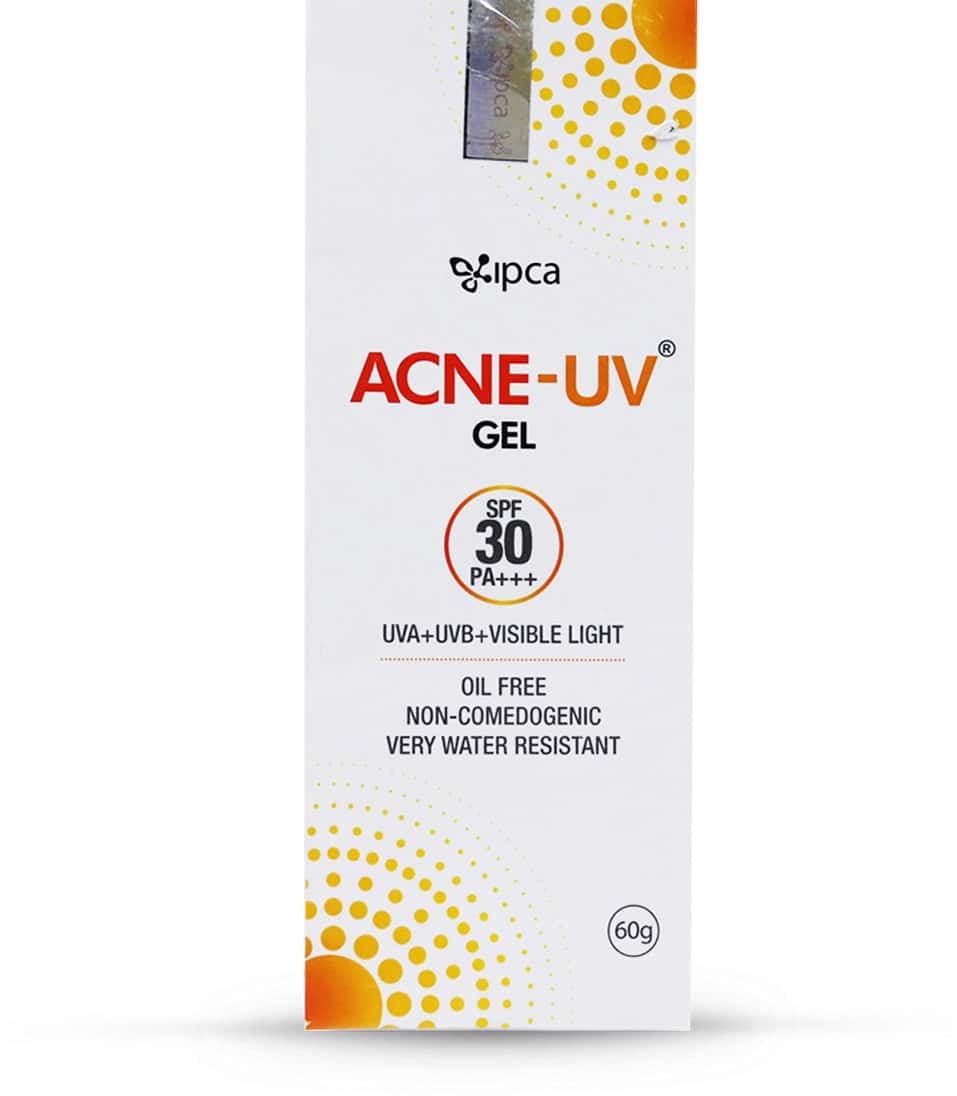 ipca
ipca
ACNE-UV®
GEL
SPF
30
PA+++
UVA+UVB+VISIBLE LIGHT
OIL FREE
NON-COMEDOGENIC
VERY WATER RESISTANT
60g